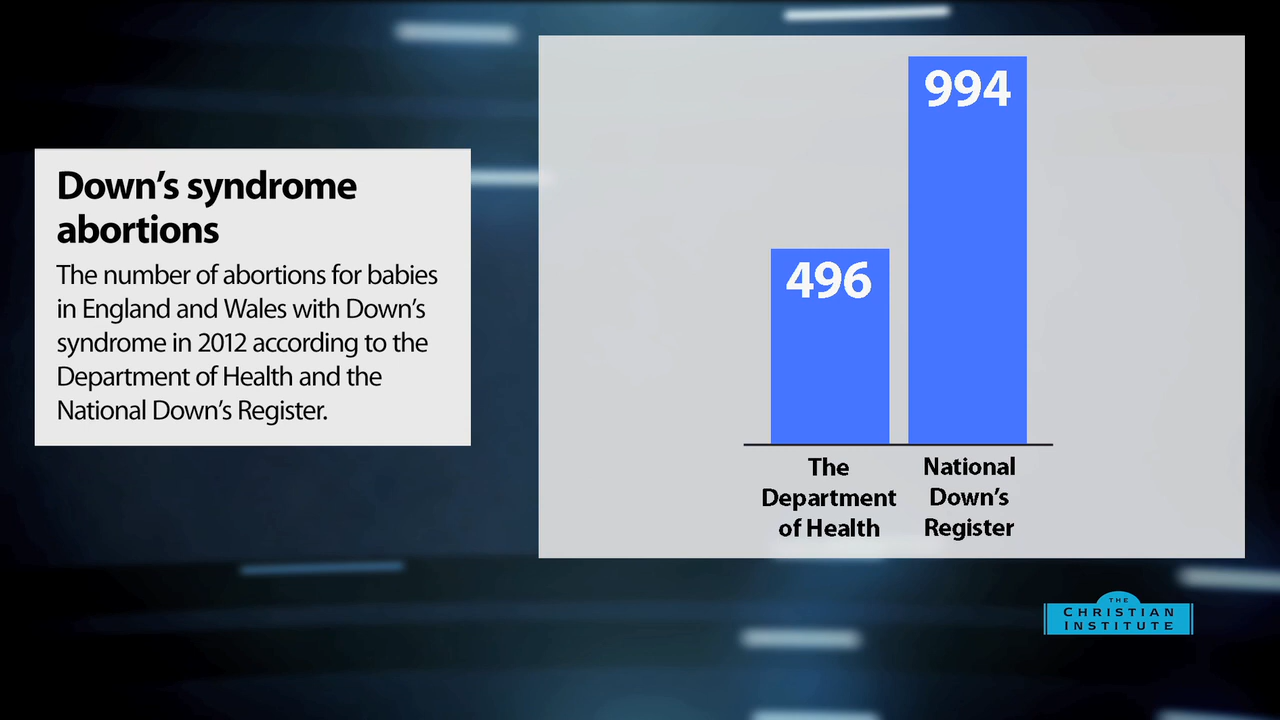 Down's syndrome
abortions
The number of abortions for babies
in England and Wales with Down's
syndrome in 2012 according to the
Department of Health and the
National Down's Register.
496
994
The
Department
of Health
National
Down's
Register
THE
CHRISTIAN
INSTITUTE